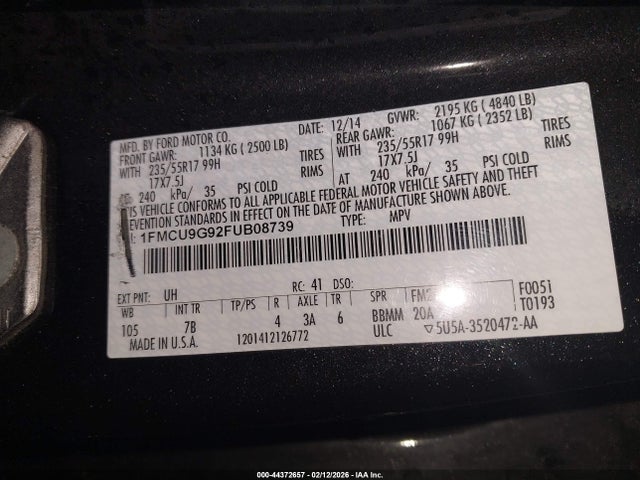 MFD. BY FORD MOTOR CO. DATE: 12/14 GVWR: 2195 KG ( 4840 LB)
FRONT GAWR: 1134 KG ( 2500 LB) REAR GAWR: 1067 KG ( 2352 LB)
WITH 235/55R17 99H TIRES WITH 235/55R17 99H TIRES
17X7.5J RIMS 17X7.5J RIMS
240 kPa/ 35 PSI COLD AT 240 kPa/ 35 PSI COLD
VEHICLE CONFORMS TO ALL APPLICABLE FEDERAL MOTOR VEHICLE SAFETY AND THEFT
STANDARDS IN EFFECT ON THE DATE OF MANUFACTURE SHOWN ABOVE.
1FMCU9G92FUB08739 TYPE: MPV
EXT PNT: UH RC: 41 DSO:
WB INT TR TP/PS R AXLE TR SPR F0051
105 7B 4 3A 6 BBMM 20A T0193
MADE IN U.S.A. 1201412126772 ULC ▽5U5A-3520472-AA
000-44372657 - 02/12/2026 - IAA Inc.